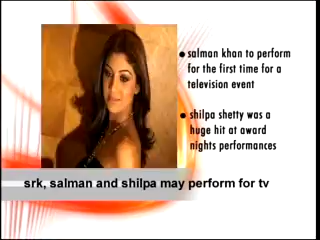 salman khan to perform
for the first time for a
television event
shilpa shetty was a
huge hit at award
nights performances
srk, salman and shilpa may perform for tv